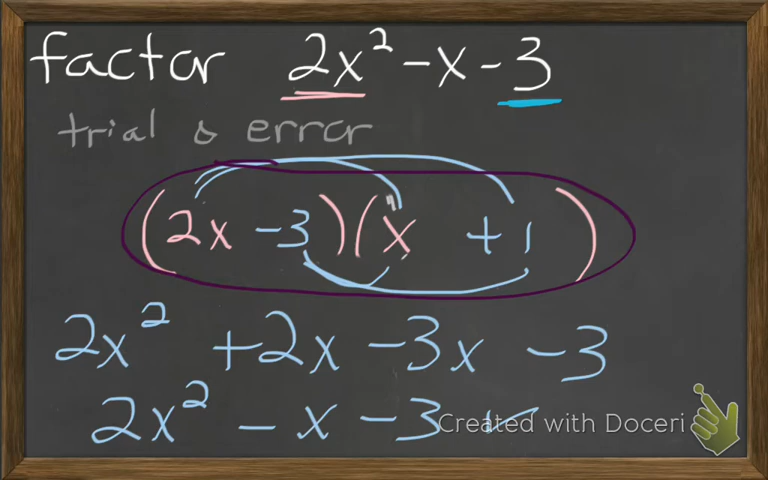 factor 2x² - x - 3
trial & error
(2x - 3)(x + 1)
2x² + 2x - 3x - 3
2x² - x - 3 ✓
Created with Doceri